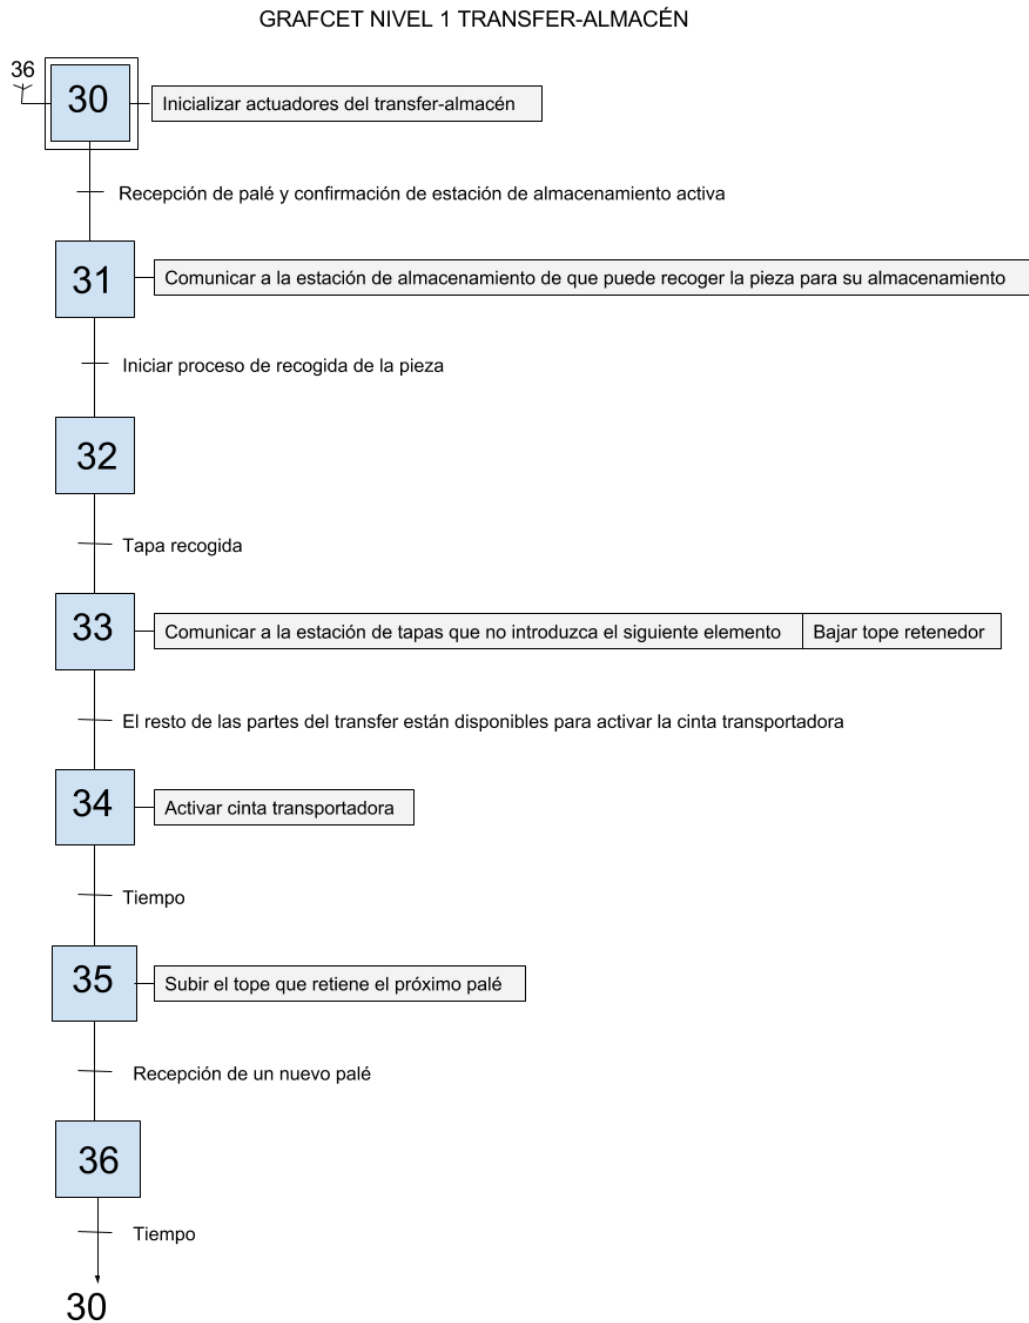 GRAFCET NIVEL 1 TRANSFER-ALMACÉN
36
30
Inicializar actuadores del transfer-almacén
Recepción de palé y confirmación de estación de almacenamiento activa
31
Comunicar a la estación de almacenamiento de que puede recoger la pieza para su almacenamiento
Iniciar proceso de recogida de la pieza
32
Tapa recogida
33
Comunicar a la estación de tapas que no introduzca el siguiente elemento
Bajar tope retenedor
El resto de las partes del transfer están disponibles para activar la cinta transportadora
34
Activar cinta transportadora
Tiempo
35
Subir el tope que retiene el próximo palé
Recepción de un nuevo palé
36
Tiempo
30